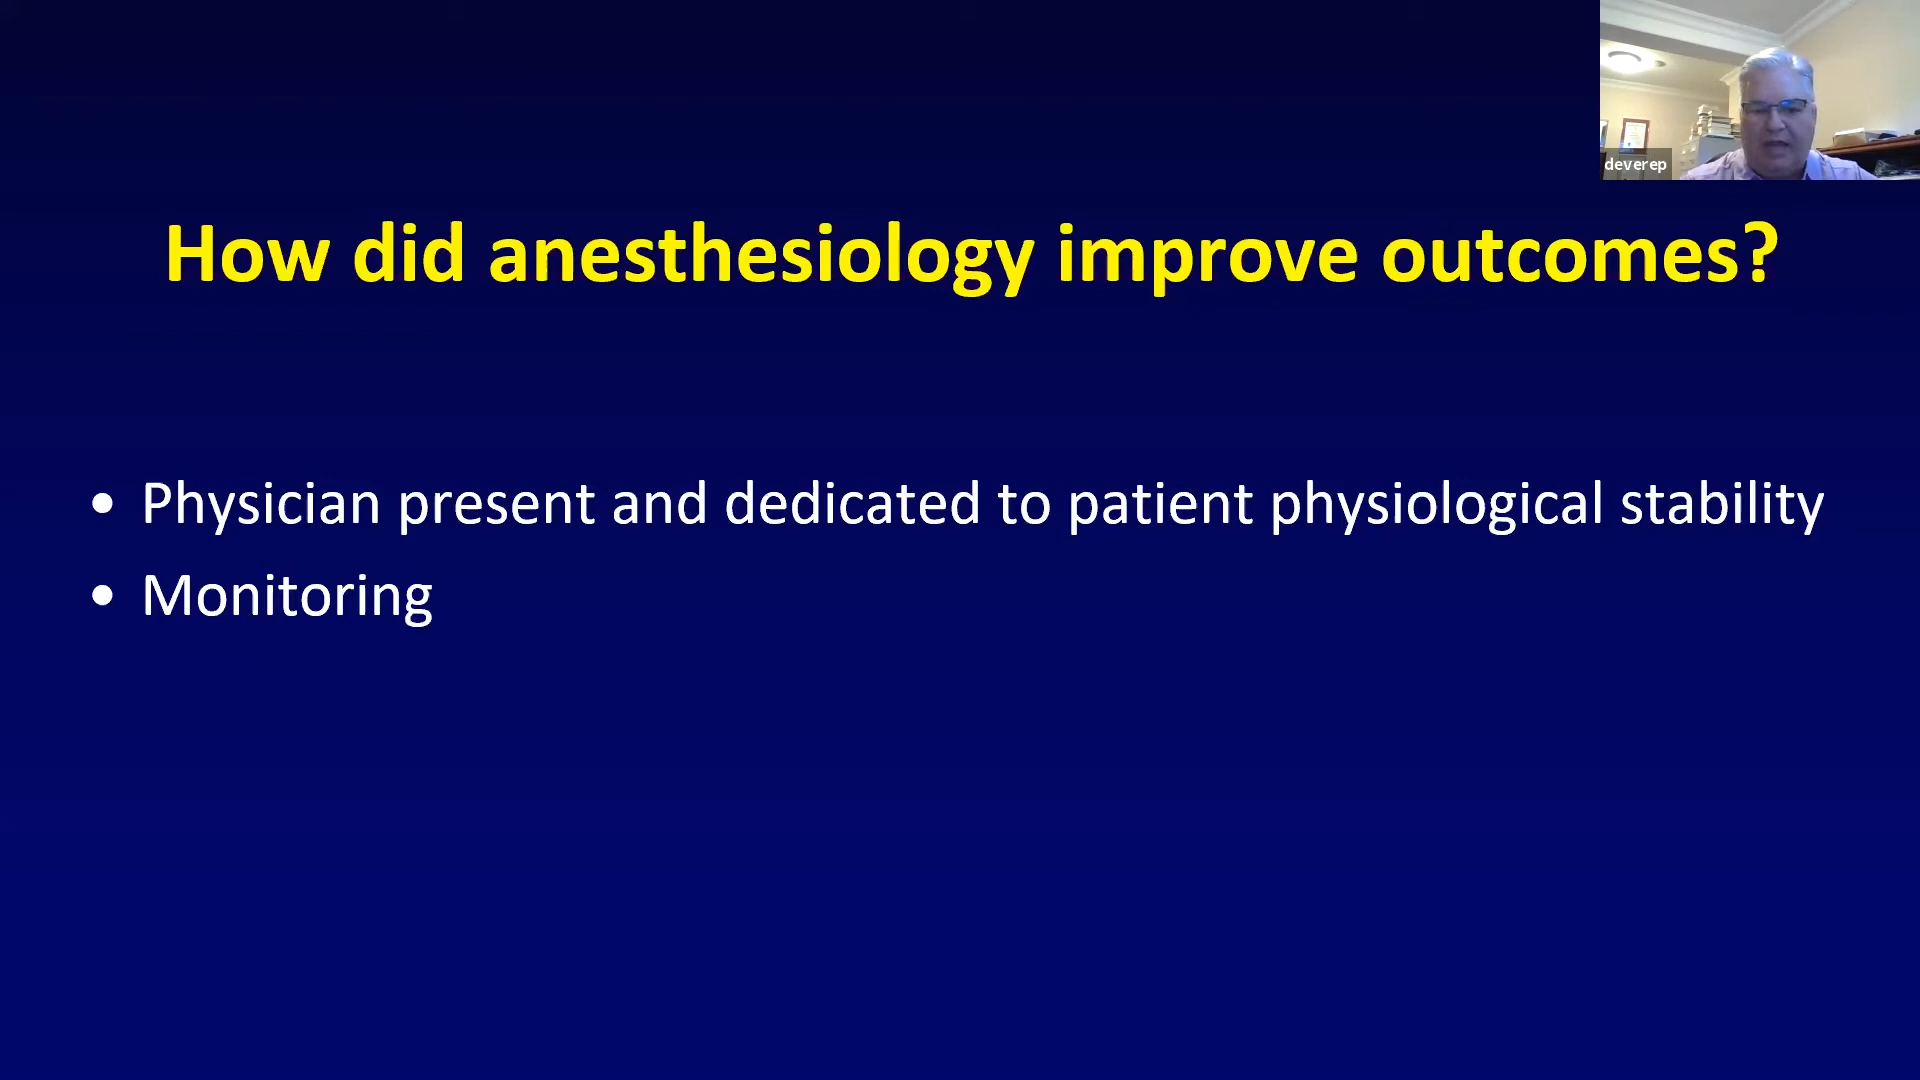 deverep
How did anesthesiology improve outcomes?
• Physician present and dedicated to patient physiological stability
• Monitoring